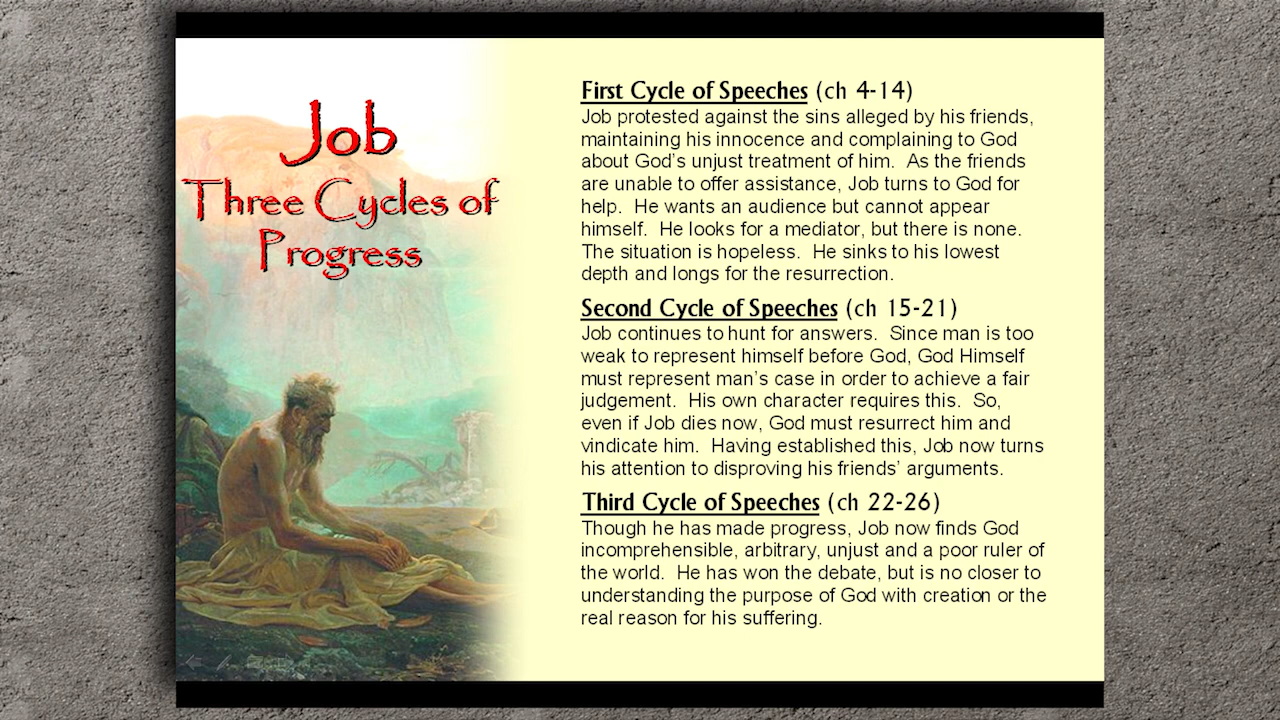 Job
Three Cycles of
Progress
First Cycle of Speeches (ch 4-14)
Job protested against the sins alleged by his friends,
maintaining his innocence and complaining to God
about God's unjust treatment of him.  As the friends
are unable to offer assistance, Job turns to God for
help.  He wants an audience but cannot appear
himself.  He looks for a mediator, but there is none.
The situation is hopeless.  He sinks to his lowest
depth and longs for the resurrection.
Second Cycle of Speeches (ch 15-21)
Job continues to hunt for answers.  Since man is too
weak to represent himself before God, God Himself
must represent man's case in order to achieve a fair
judgement.  His own character requires this.  So,
even if Job dies now, God must resurrect him and
vindicate him.  Having established this, Job now turns
his attention to disproving his friends' arguments.
Third Cycle of Speeches (ch 22-26)
Though he has made progress, Job now finds God
incomprehensible, arbitrary, unjust and a poor ruler of
the world.  He has won the debate, but is no closer to
understanding the purpose of God with creation or the
real reason for his suffering.